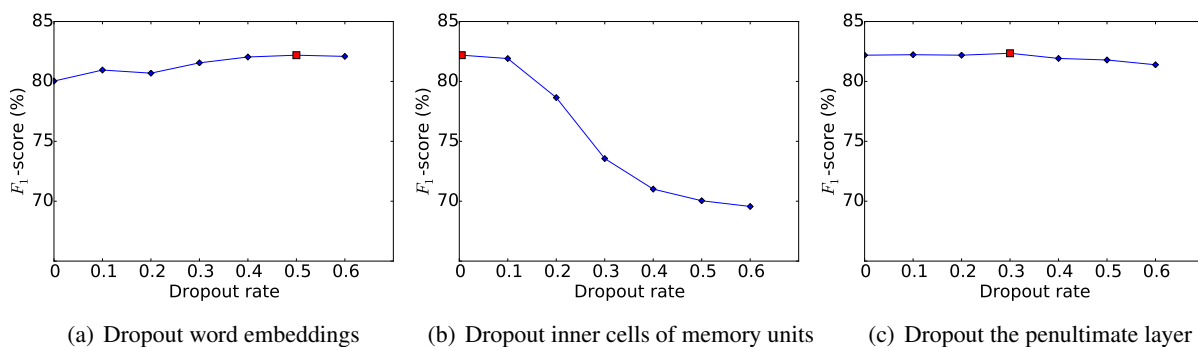 85
80
75
70
F₁-score (%)
0 0.1 0.2 0.3 0.4 0.5 0.6
Dropout rate
(a) Dropout word embeddings
85
80
75
70
F₁-score (%)
0 0.1 0.2 0.3 0.4 0.5 0.6
Dropout rate
(b) Dropout inner cells of memory units
85
80
75
70
F₁-score (%)
0 0.1 0.2 0.3 0.4 0.5 0.6
Dropout rate
(c) Dropout the penultimate layer